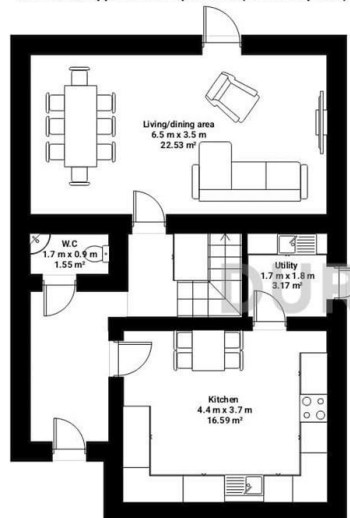 Living/dining area
6.5 m x 3.5 m
22.53 m²
W.C
1.7 m x 0.9 m
1.55 m²
Utility
1.7 m x 1.8 m
3.17 m²
DUR
Kitchen
4.4 m x 3.7 m
16.59 m²